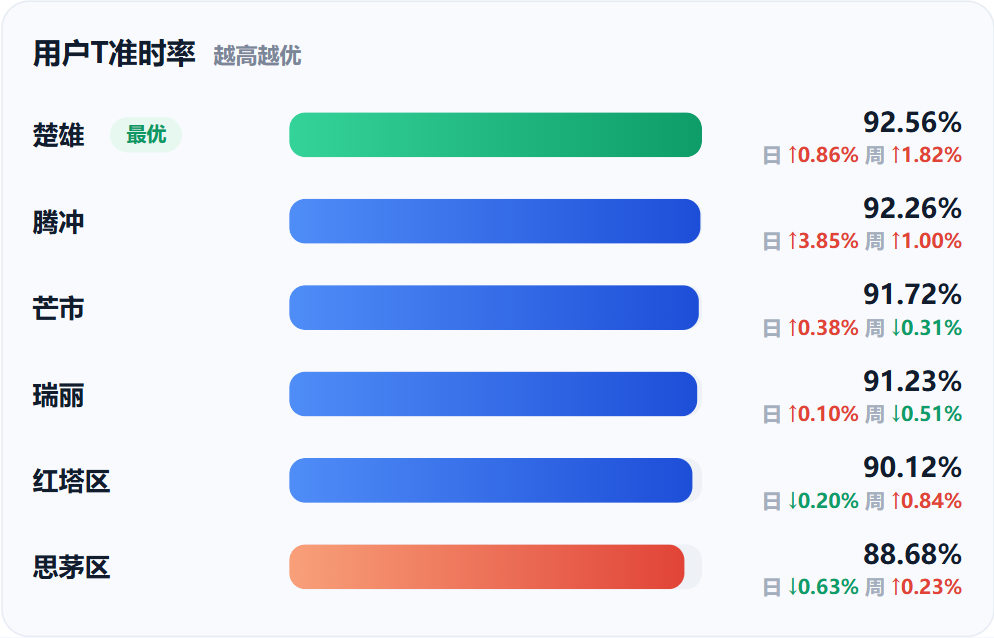 用户T准时率 越高越优
楚雄 最优 92.56%
日 ↑0.86% 周 ↑1.82%
腾冲 92.26%
日 ↑3.85% 周 ↑1.00%
芒市 91.72%
日 ↑0.38% 周 ↓0.31%
瑞丽 91.23%
日 ↑0.10% 周 ↓0.51%
红塔区 90.12%
日 ↓0.20% 周 ↑0.84%
思茅区 88.68%
日 ↓0.63% 周 ↑0.23%